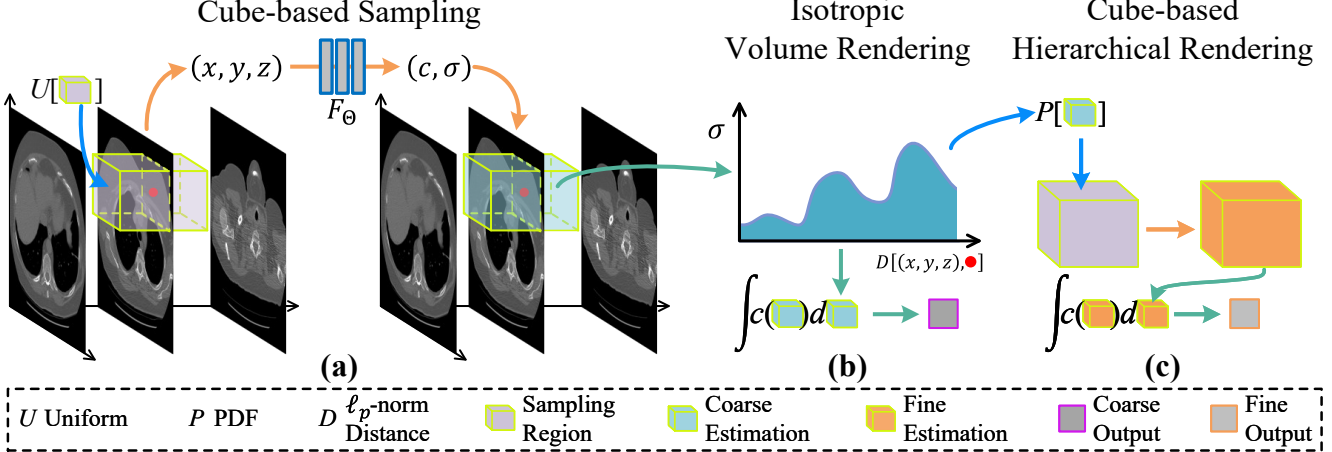 Cube-based Sampling
Isotropic
Volume Rendering
Cube-based
Hierarchical Rendering
U[ ]
(x, y, z)
F_Θ
(c, σ)
σ
D[(x, y, z), ]
P[ ]
∫c( )d
∫c( )d
(a)
(b)
(c)
U Uniform
P PDF
D ℓ_p-norm
Distance
Sampling
Region
Coarse
Estimation
Fine
Estimation
Coarse
Output
Fine
Output